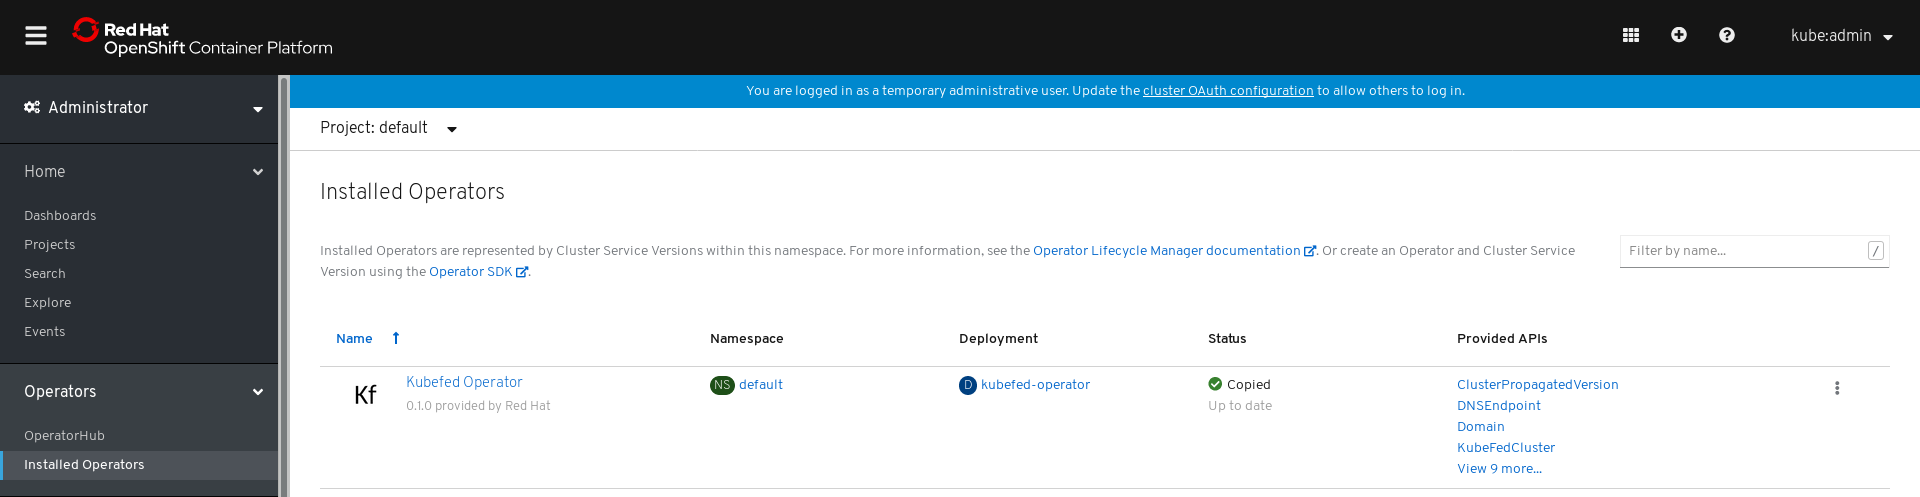 Red Hat
OpenShift Container Platform
kube:admin
Administrator
You are logged in as a temporary administrative user. Update the cluster OAuth configuration to allow others to log in.
Project: default
Home
Dashboards
Projects
Search
Explore
Events
Operators
OperatorHub
Installed Operators
Installed Operators
Installed Operators are represented by Cluster Service Versions within this namespace. For more information, see the Operator Lifecycle Manager documentation. Or create an Operator and Cluster Service
Version using the Operator SDK.
Filter by name... /
Name Namespace Deployment Status Provided APIs
Kf Kubefed Operator NS default D kubefed-operator Copied ClusterPropagatedVersion
0.1.0 provided by Red Hat Up to date DNSEndpoint
Domain
KubeFedCluster
View 9 more...